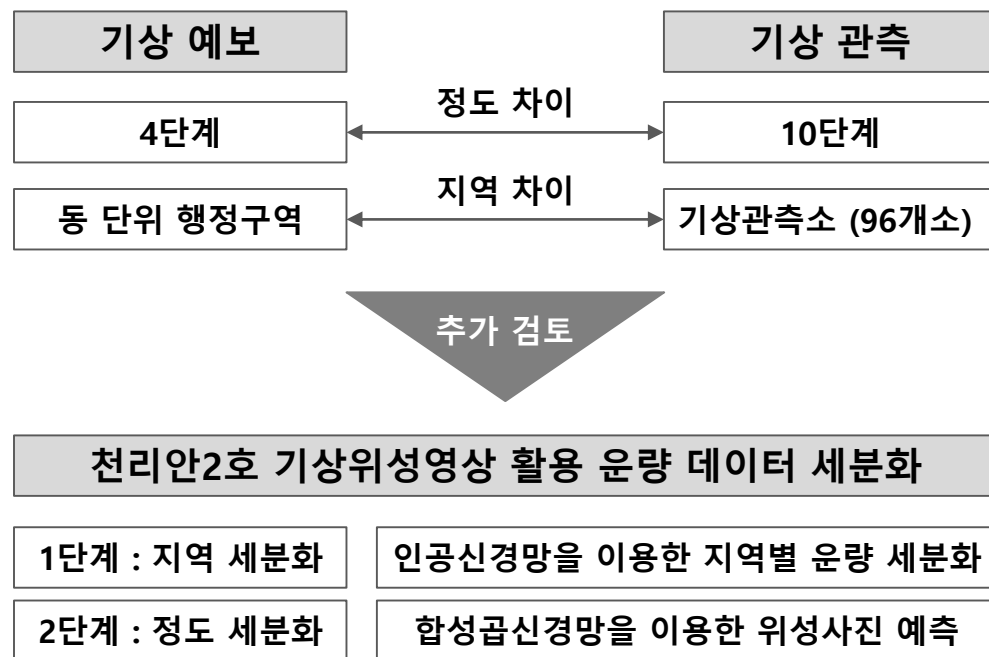 기상 예보
기상 관측
정도 차이
4단계
10단계
지역 차이
동 단위 행정구역
기상관측소 (96개소)
추가 검토
천리안2호 기상위성영상 활용 운량 데이터 세분화
1단계 : 지역 세분화
인공신경망을 이용한 지역별 운량 세분화
2단계 : 정도 세분화
합성곱신경망을 이용한 위성사진 예측